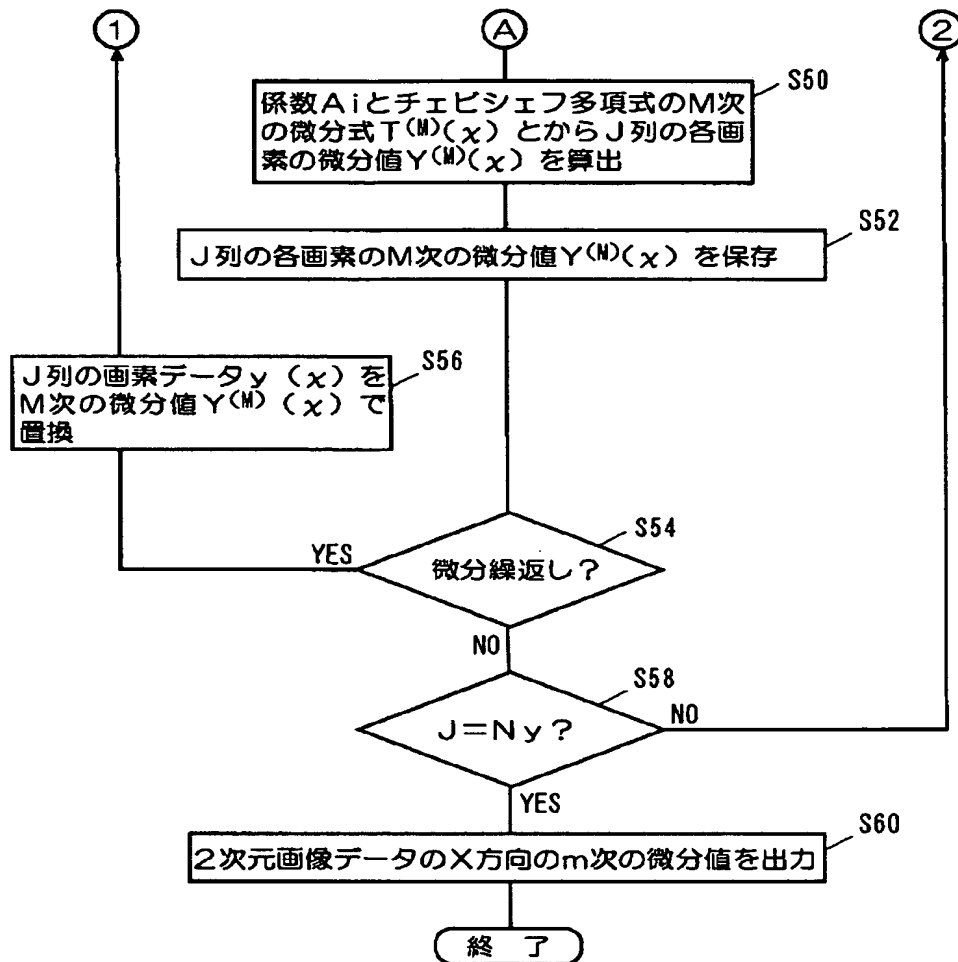 ①
Ⓐ
②
S50
係数Aiとチェビシェフ多項式のM次
の微分式T(M)(χ)とからJ列の各画
素の微分値Y(M)(χ)を算出
S52
J列の各画素のM次の微分値Y(M)(χ)を保存
S56
J列の画素データy(χ)を
M次の微分値Y(M)(χ)で
置換
S54
YES
微分繰返し?
NO
S58
J=Ny?
NO
YES
S60
2次元画像データのX方向のm次の微分値を出力
終 了